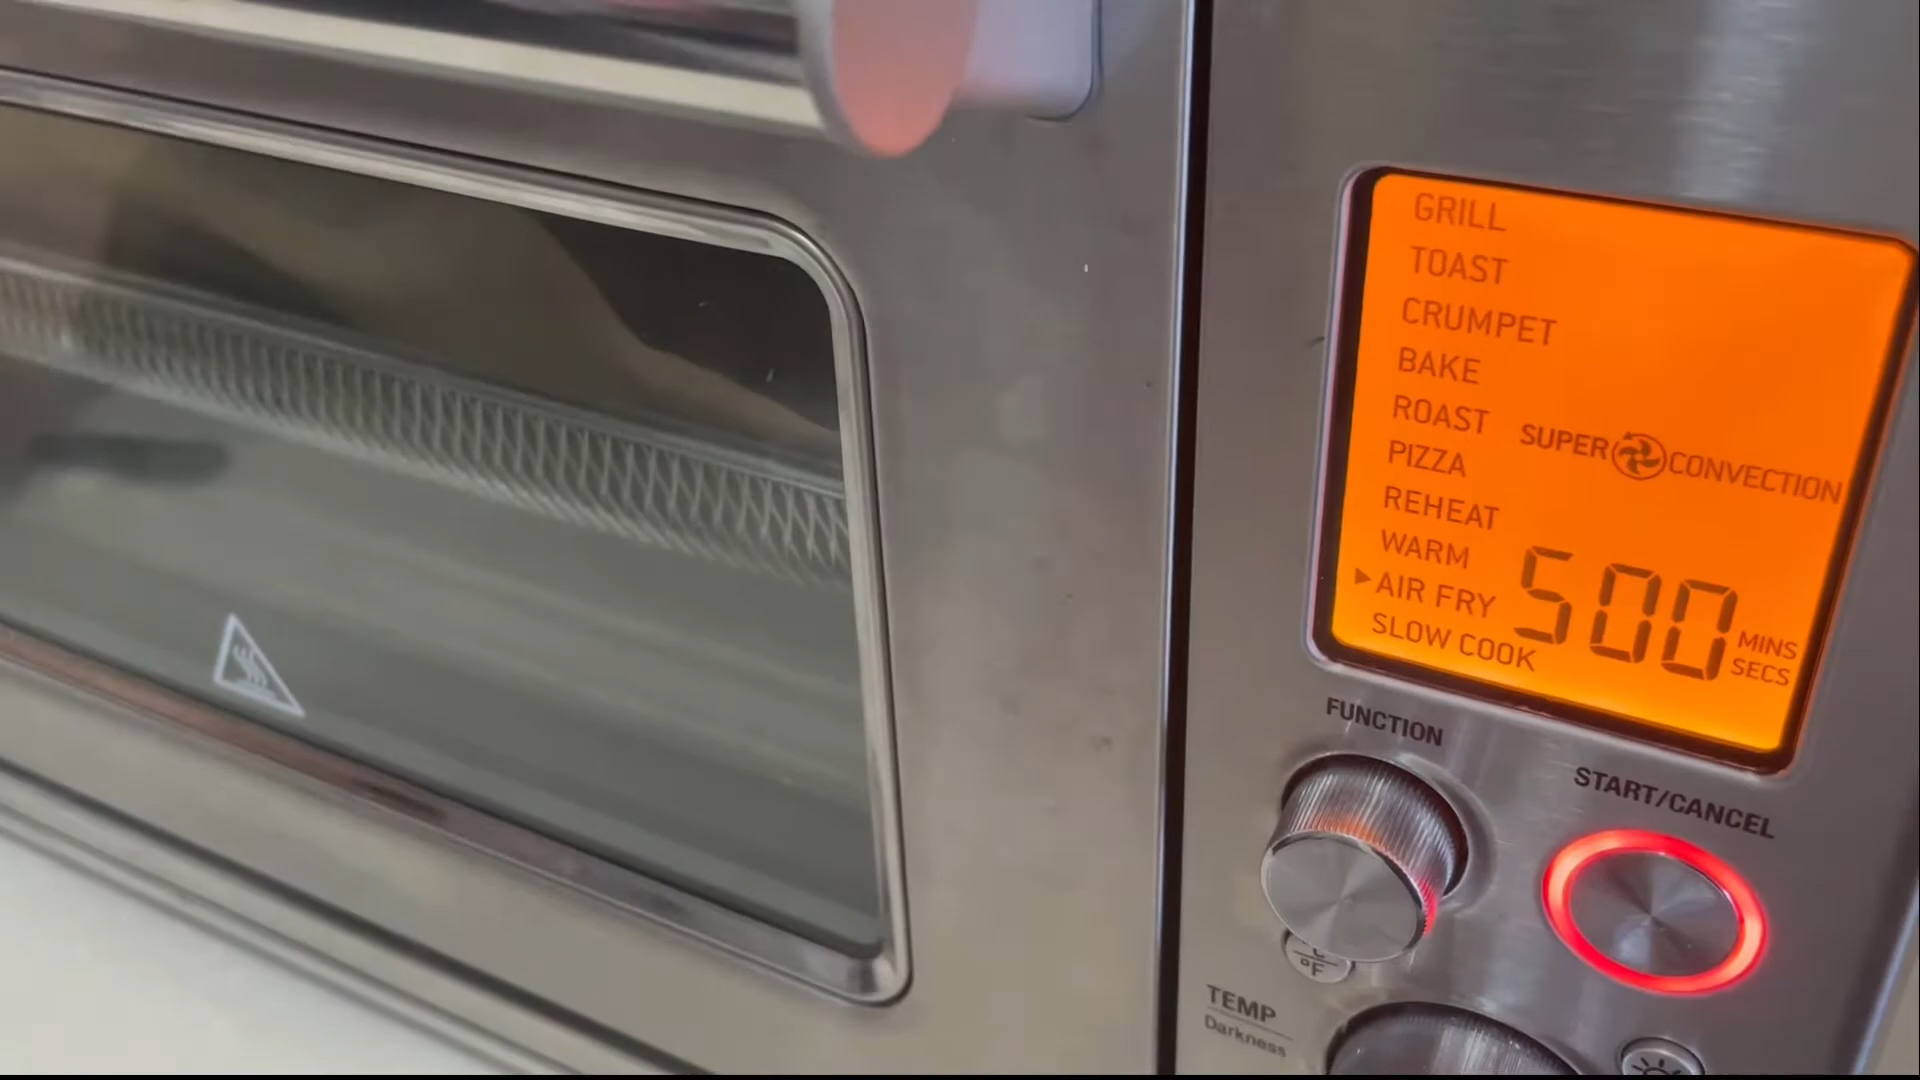 GRILL
TOAST
CRUMPET
BAKE
ROAST
SUPER CONVECTION
PIZZA
REHEAT
WARM
AIR FRY
500 MINS SECS
SLOW COOK
FUNCTION
START/CANCEL
°F
TEMP
Darkness